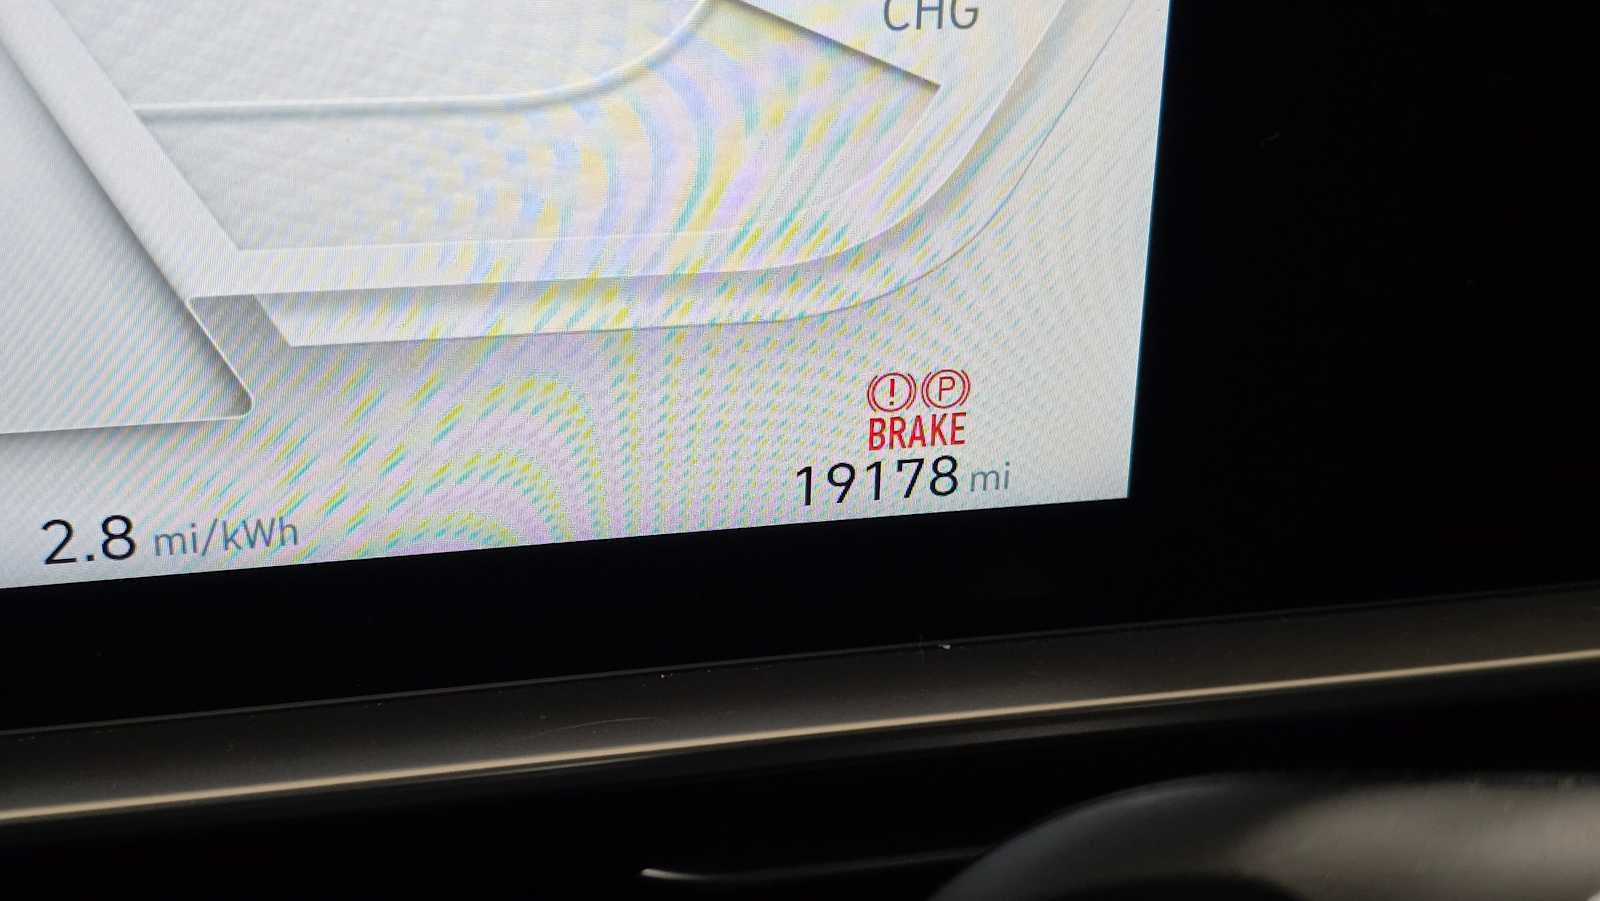 CHG
(!) (P)
BRAKE
19178 mi
2.8 mi/kWh